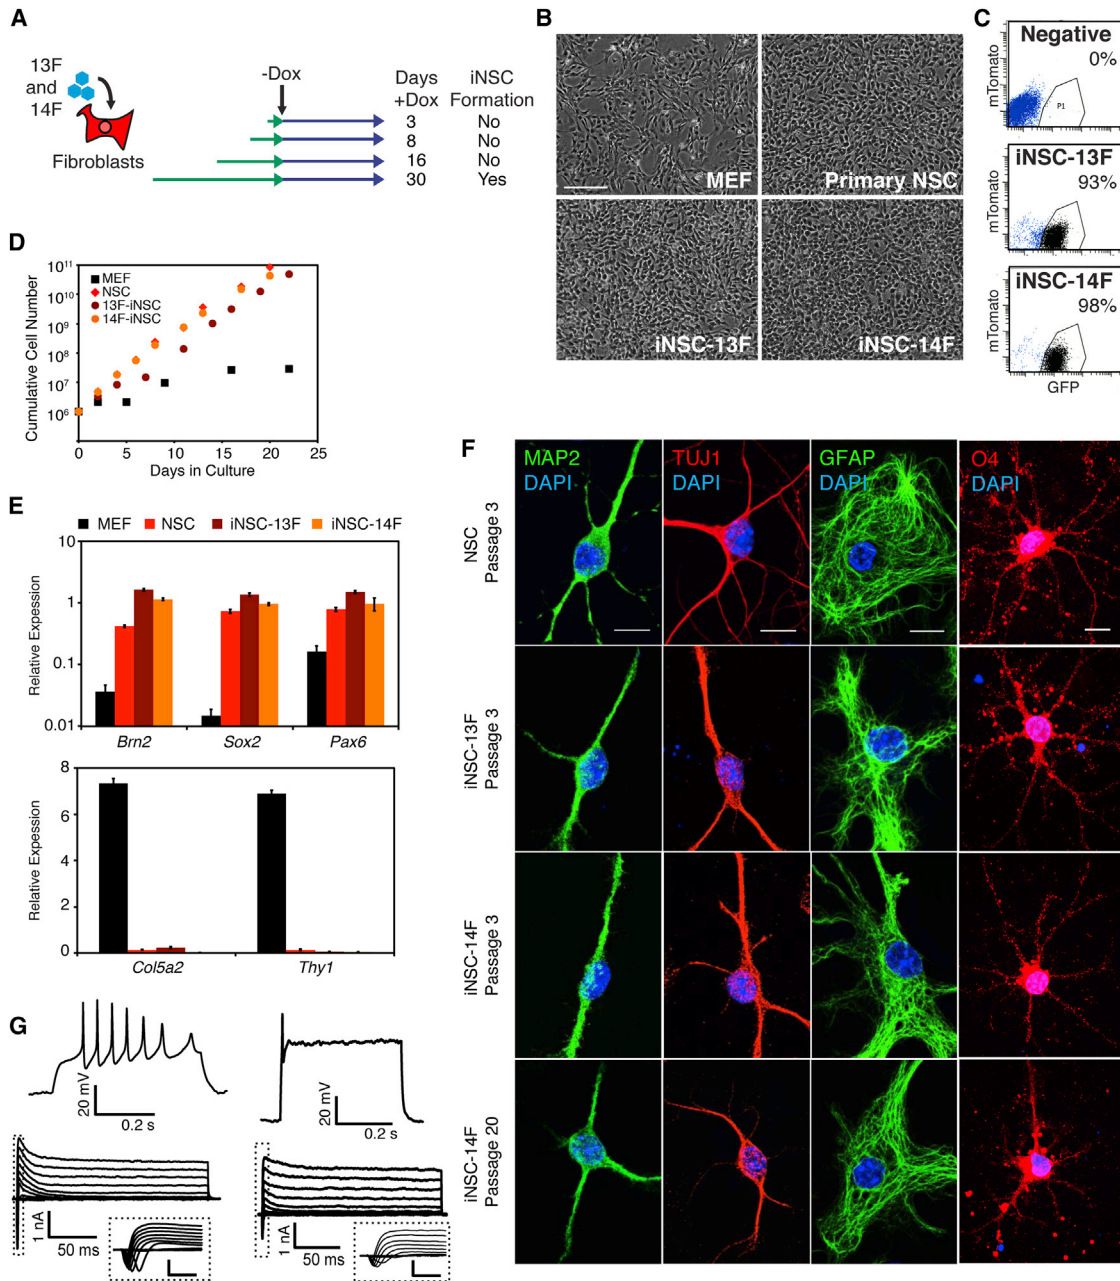 A
13F
and
14F
Fibroblasts
-Dox
Days
+Dox
iNSC
Formation
3 No
8 No
16 No
30 Yes
B
MEF
Primary NSC
iNSC-13F
iNSC-14F
C
Negative
0%
P1
mTomato
iNSC-13F
93%
mTomato
iNSC-14F
98%
mTomato
GFP
D
Cumulative Cell Number
10¹¹
10¹⁰
10⁹
10⁸
10⁷
10⁶
MEF
NSC
13F-iNSC
14F-iNSC
0 5 10 15 20 25
Days in Culture
E
MEF NSC iNSC-13F iNSC-14F
Relative Expession
10
1
0.1
0.01
Brn2 Sox2 Pax6
Relative Expression
8
6
4
2
0
Col5a2 Thy1
F
MAP2
DAPI
TUJ1
DAPI
GFAP
DAPI
O4
DAPI
NSC
Passage 3
iNSC-13F
Passage 3
iNSC-14F
Passage 3
iNSC-14F
Passage 20
G
20 mV
0.2 s
20 mV
0.2 s
1 nA
50 ms
1 nA
50 ms